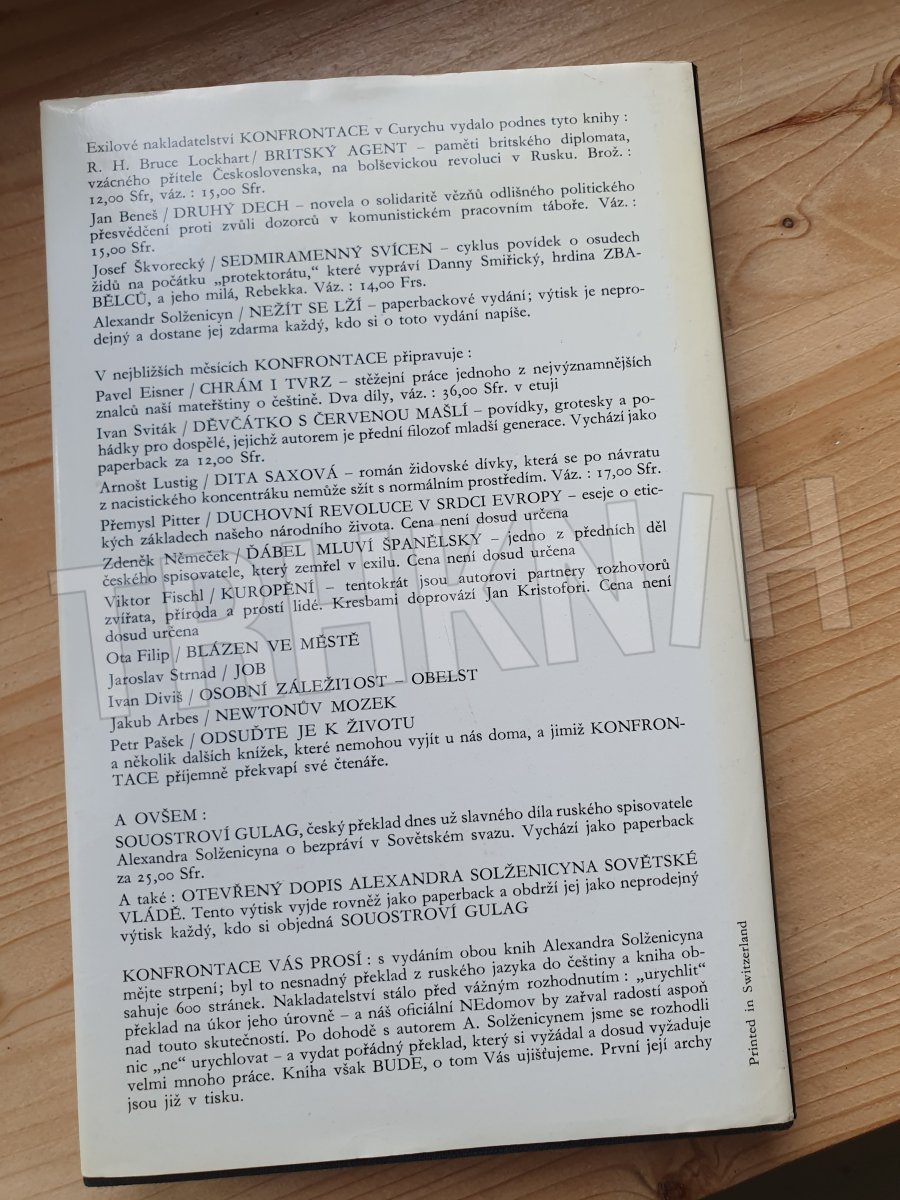 Exilové nakladatelství KONFRONTACE v Curychu vydalo podnes tyto knihy :
R. H. Bruce Lockhart / BRITSKÝ AGENT – paměti britského diplomata,
vzácného přítele Československa, na bolševickou revoluci v Rusku. Brož. :
12,00 Sfr, váz. : 15,00 Sfr.
Jan Beneš / DRUHÝ DECH – novela o solidaritě vězňů odlišného politického
přesvědčení proti zvůli dozorců v komunistickém pracovním táboře. Váz. :
15,00 Sfr.
Josef Škvorecký / SEDMIRAMENNÝ SVÍCEN – cyklus povídek o osudech
židů na počátku „protektorátu,“ které vypráví Danny Smiřický, hrdina ZBA-
BĚLCŮ, a jeho milá, Rebekka. Váz. : 14,00 Frs.
Alexandr Solženicyn / NEŽÍT SE LŽÍ – paperbackové vydání; výtisk je nepro-
dejný a dostane jej zdarma každý, kdo si o toto vydání napíše.
V nejbližších měsících KONFRONTACE připravuje :
Pavel Eisner / CHRÁM I TVRZ – stěžejní práce jednoho z nejvýznamnějších
znalců naší mateřštiny o češtině. Dva díly, váz. : 36,00 Sfr. v etuji
Ivan Sviták / DĚVČÁTKO S ČERVENOU MAŠLÍ – povídky, grotesky a po-
hádky pro dospělé, jejichž autorem je přední filozof mladší generace. Vychází jako
paperback za 12,00 Sfr.
Arnošt Lustig / DITA SAXOVÁ – román židovské dívky, která se po návratu
z nacistického koncentráku nemůže sžít s normálním prostředím. Váz. : 17,00 Sfr.
Přemysl Pitter / DUCHOVNÍ REVOLUCE V SRDCI EVROPY – eseje o etic-
kých základech našeho národního života. Cena není dosud určena
Zdeněk Němeček / ĎÁBEL MLUVÍ ŠPANĚLSKY – jedno z předních děl
českého spisovatele, který zemřel v exilu. Cena není dosud určena
Viktor Fischl / KUROPĚNÍ – tentokrát jsou autorovi partnery rozhovorů
zvířata, příroda a prostí lidé. Kresbami doprovází Jan Kristofori. Cena není
dosud určena
Ota Filip / BLÁZEN VE MĚSTĚ
Jaroslav Strnad / JOB
Ivan Diviš / OSOBNÍ ZÁLEŽITOST – OBELST
Jakub Arbes / NEWTONŮV MOZEK
Petr Pašek / ODSUĎTE JE K ŽIVOTU
a několik dalších knížek, které nemohou vyjít u nás doma, a jimiž KONFRON-
TACE příjemně překvapí své čtenáře.
A OVŠEM :
SOUOSTROVÍ GULAG, český překlad dnes už slavného díla ruského spisovatele
Alexandra Solženicyna o bezpráví v Sovětském svazu. Vychází jako paperback
za 25,00 Sfr.
A také : OTEVŘENÝ DOPIS ALEXANDRA SOLŽENICYNA SOVĚTSKÉ
VLÁDĚ. Tento výtisk vyjde rovněž jako paperback a obdrží jej jako neprodejný
výtisk každý, kdo si objedná SOUOSTROVÍ GULAG
KONFRONTACE VÁS PROSÍ : s vydáním obou knih Alexandra Solženicyna
mějte strpení; byl to nesnadný překlad z ruského jazyka do češtiny a kniha ob-
sahuje 600 stránek. Nakladatelství stálo před vážným rozhodnutím : „urychlit“
překlad na úkor jeho úrovně – a náš oficiální NEdomov by zařval radostí aspoň
nad touto skutečností. Po dohodě s autorem A. Solženicynem jsme se rozhodli
nic „ne“ urychlovat – a vydat pořádný překlad, který si vyžádal a dosud vyžaduje
velmi mnoho práce. Kniha však BUDE, o tom Vás ujišťujeme. První její archy
jsou již v tisku.
Printed in Switzerland
TRHKNIH